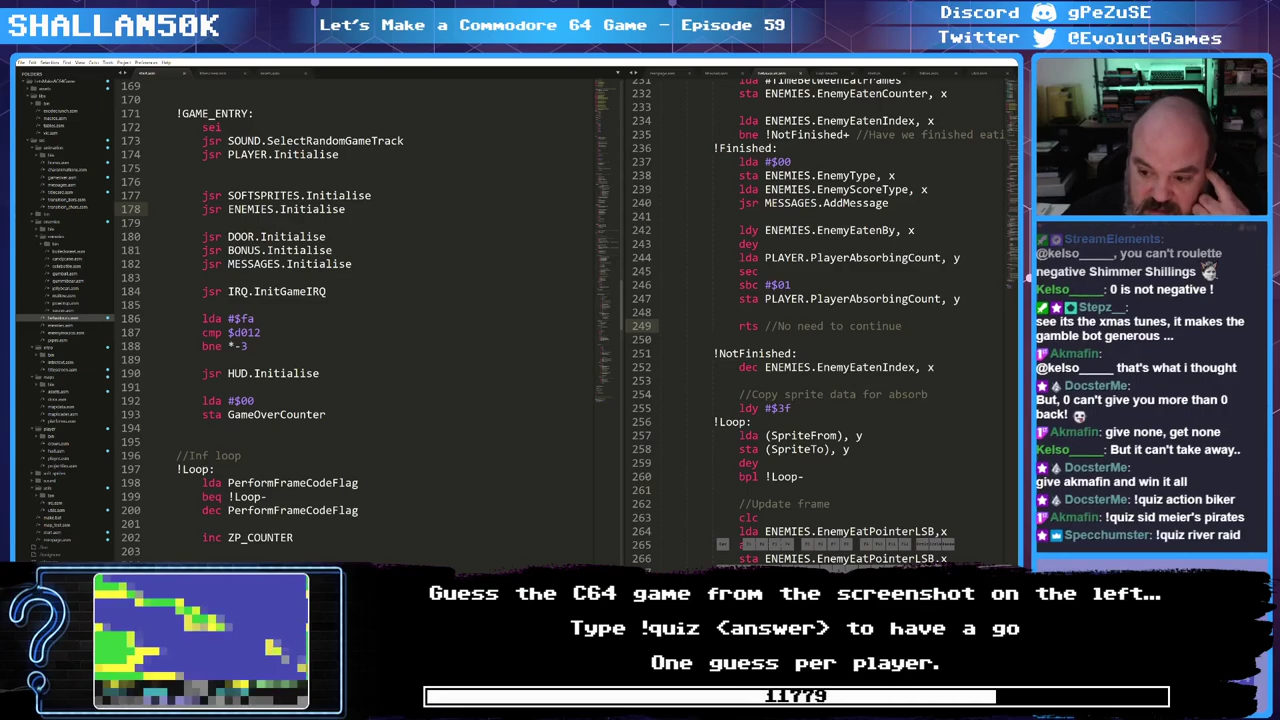 SHALLAN50K
Let's Make a Commodore 64 Game - Episode 59
Discord gPeZuSE
Twitter @EvoluteGames
FOLDERS
169
170
171 !GAME_ENTRY:
172 sei
173 jsr SOUND.SelectRandomGameTrack
174 jsr PLAYER.Initialise
175
176
177 jsr SOFTSPRITES.Initialise
178 jsr ENEMIES.Initialise
179
180 jsr DOOR.Initialise
181 jsr BONUS.Initialise
182 jsr MESSAGES.Initialise
183
184 jsr IRQ.InitGameIRQ
185
186 lda #$fa
187 cmp $d012
188 bne *-3
189
190 jsr HUD.Initialise
191
192 lda #$00
193 sta GameOverCounter
194
195
196 //Inf loop
197 !Loop:
198 lda PerformFrameCodeFlag
199 beq !Loop-
200 dec PerformFrameCodeFlag
201
202 inc ZP_COUNTER
203
231 lda #TimeBetweenEatFrames
232 sta ENEMIES.EnemyEatenCounter, x
233
234 lda ENEMIES.EnemyEatenIndex, x
235 bne !NotFinished+ //Have we finished eati
236 !Finished:
237 lda #$00
238 sta ENEMIES.EnemyType, x
239 lda ENEMIES.EnemyScoreType, x
240 jsr MESSAGES.AddMessage
241
242 ldy ENEMIES.EnemyEatenBy, x
243 dey
244 lda PLAYER.PlayerAbsorbingCount, y
245 sec
246 sbc #$01
247 sta PLAYER.PlayerAbsorbingCount, y
248
249 rts //No need to continue
250
251 !NotFinished:
252 dec ENEMIES.EnemyEatenIndex, x
253
254 //Copy sprite data for absorb
255 ldy #$3f
256 !Loop:
257 lda (SpriteFrom), y
258 sta (SpriteTo), y
259 dey
260 bpl !Loop-
261
262 //Update frame
263 clc
264 lda ENEMIES.EnemyEatPointerLSB,x
265
266 sta ENEMIES.EnemyEatPointerLSB,x
StreamElements:
@kelso_____, you can't roulette
negative Shimmer Shillings
Kelso_____: 0 is not negative !
Stepz__:
see its the xmas tunes, it makes the
gamble bot generous ...
Akmafin:
@kelso_____ that's what i thought
DocsterMe:
But, 0 can't give you more than 0
back!
Akmafin: give none, get none
Kelso_____: But it can't take away..
DocsterMe:
give akmafin and win it all
DocsterMe: !quiz action biker
Akmafin: !quiz sid meier's pirates
Specchumster: !quiz river raid
Guess the C64 game from the screenshot on the left...
Type !quiz <answer> to have a go
One guess per player.
11779